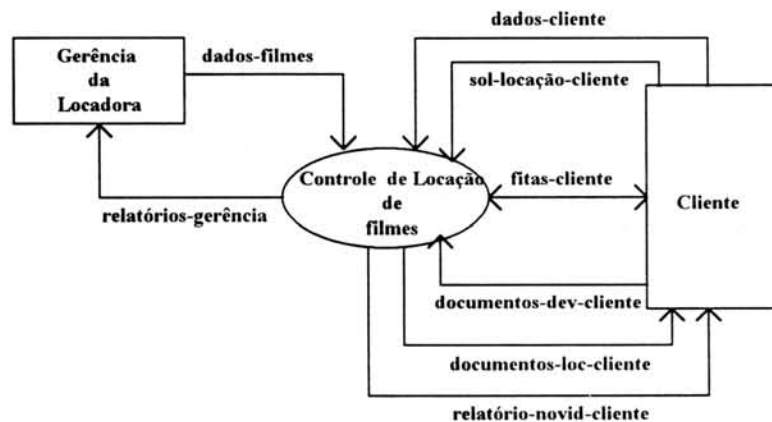 dados-cliente
Gerência
da
Locadora
dados-filmes
sol-locação-cliente
Controle de Locação
de
filmes
fitas-cliente
Cliente
relatórios-gerência
documentos-dev-cliente
documentos-loc-cliente
relatório-novid-cliente